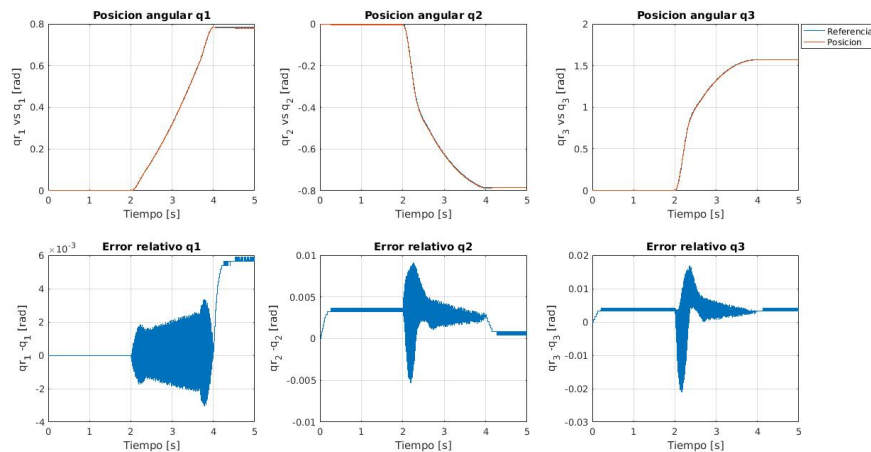 Posicion angular q1
qr1 vs q1 [rad]
0.8
0.6
0.4
0.2
0
0 1 2 3 4 5
Tiempo [s]
Posicion angular q2
qr2 vs q2 [rad]
0
-0.2
-0.4
-0.6
-0.8
0 1 2 3 4 5
Tiempo [s]
Posicion angular q3
qr3 vs q3 [rad]
2
1.5
1
0.5
0
0 1 2 3 4 5
Tiempo [s]
Referencia
Posicion
Error relativo q1
×10-3
qr1 -q1 [rad]
6
4
2
0
-2
-4
0 1 2 3 4 5
Tiempo [s]
Error relativo q2
qr2 -q2 [rad]
0.01
0.005
0
-0.005
-0.01
0 1 2 3 4 5
Tiempo [s]
Error relativo q3
qr3 -q3 [rad]
0.02
0.01
0
-0.01
-0.02
-0.03
0 1 2 3 4 5
Tiempo [s]